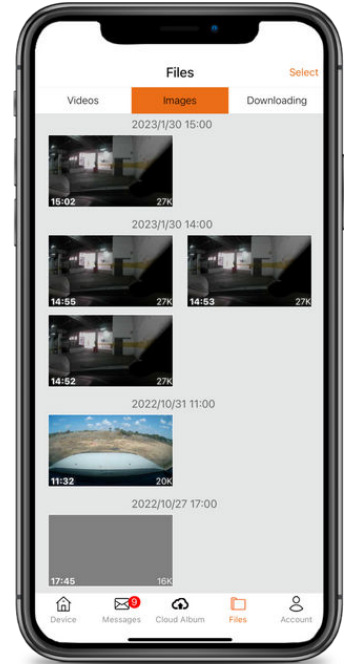 Files
Select
Videos
Images
Downloading
2023/1/30 15:00
15:02
27K
2023/1/30 14:00
14:55
27K
14:53
27K
14:52
27K
2022/10/31 11:00
11:32
20K
2022/10/27 17:00
17:45
16K
9
Device
Messages
Cloud Album
Files
Account